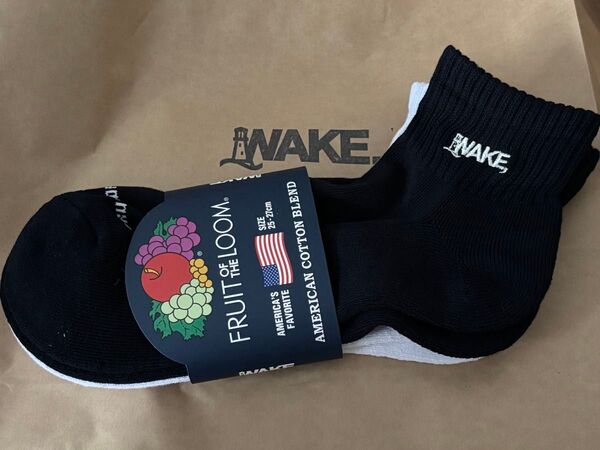 WAKE.
WAKE.
FRUIT OF
THE LOOM®
SIZE
25-27cm
AMERICA'S
FAVORITE
AMERICAN COTTON BLEND
WAKE